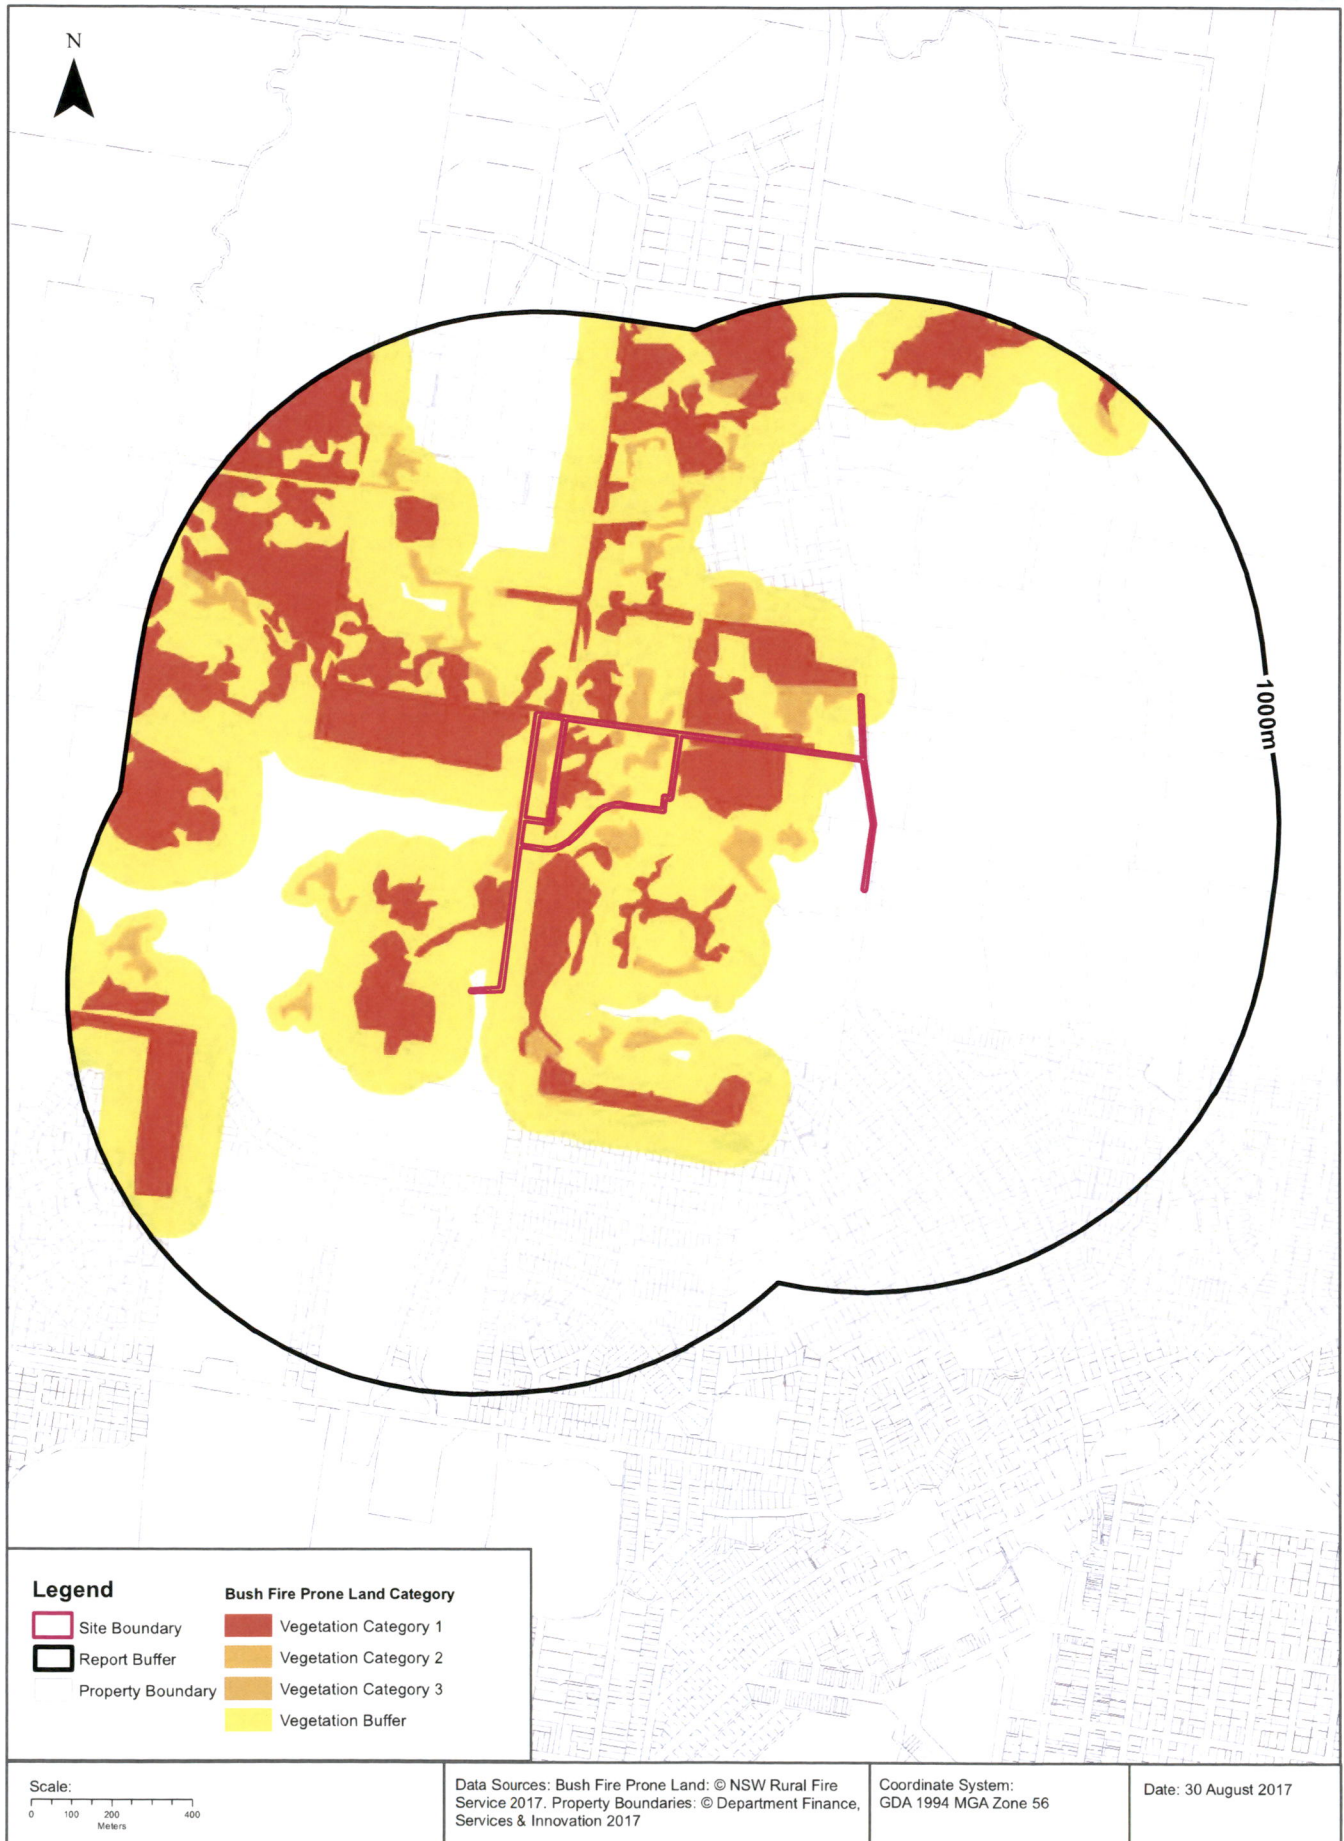 N
1000m
Legend
Site Boundary
Report Buffer
Property Boundary
Bush Fire Prone Land Category
Vegetation Category 1
Vegetation Category 2
Vegetation Category 3
Vegetation Buffer
Scale:
0 100 200 400
Meters
Data Sources: Bush Fire Prone Land: © NSW Rural Fire
Service 2017. Property Boundaries: © Department Finance,
Services & Innovation 2017
Coordinate System:
GDA 1994 MGA Zone 56
Date: 30 August 2017